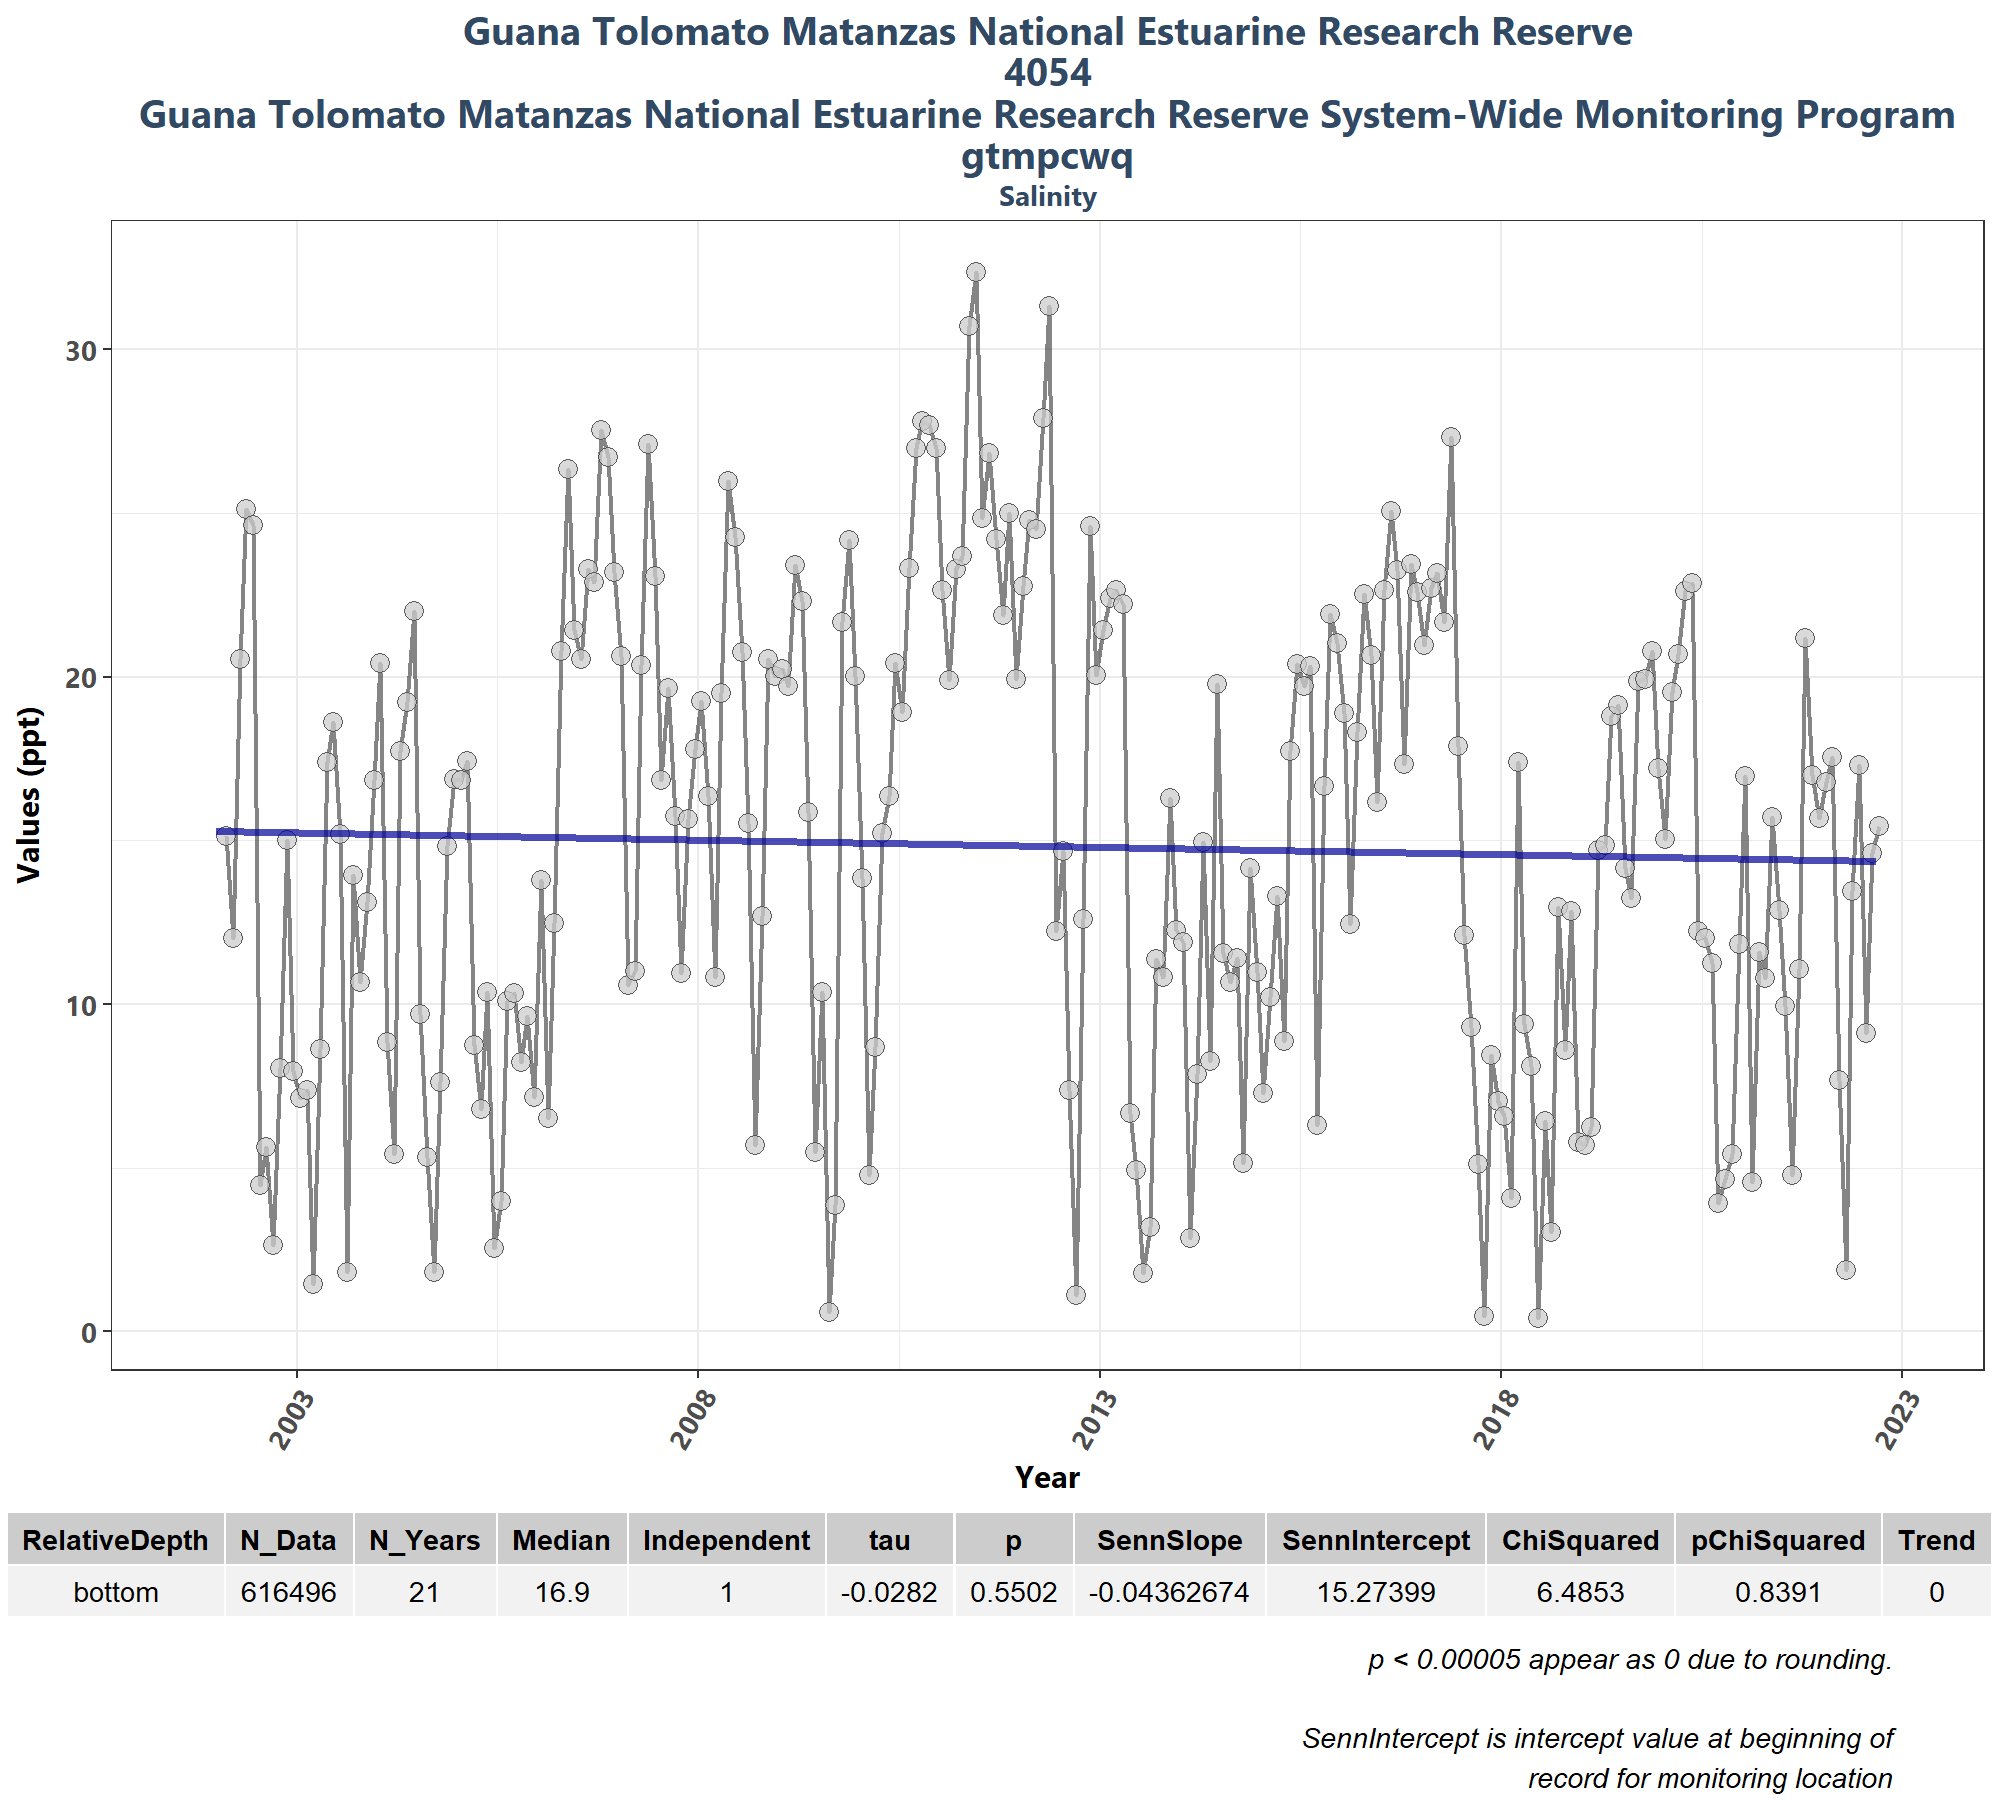 Guana Tolomato Matanzas National Estuarine Research Reserve
4054
Guana Tolomato Matanzas National Estuarine Research Reserve System-Wide Monitoring Program
gtmpcwq
Salinity
Values (ppt)
30
20
10
0
2003 2008 2013 2018 2023
Year
RelativeDepth N_Data N_Years Median Independent tau p SennSlope SennIntercept ChiSquared pChiSquared Trend
bottom 616496 21 16.9 1 -0.0282 0.5502 -0.04362674 15.27399 6.4853 0.8391 0
p < 0.00005 appear as 0 due to rounding.
SennIntercept is intercept value at beginning of
record for monitoring location